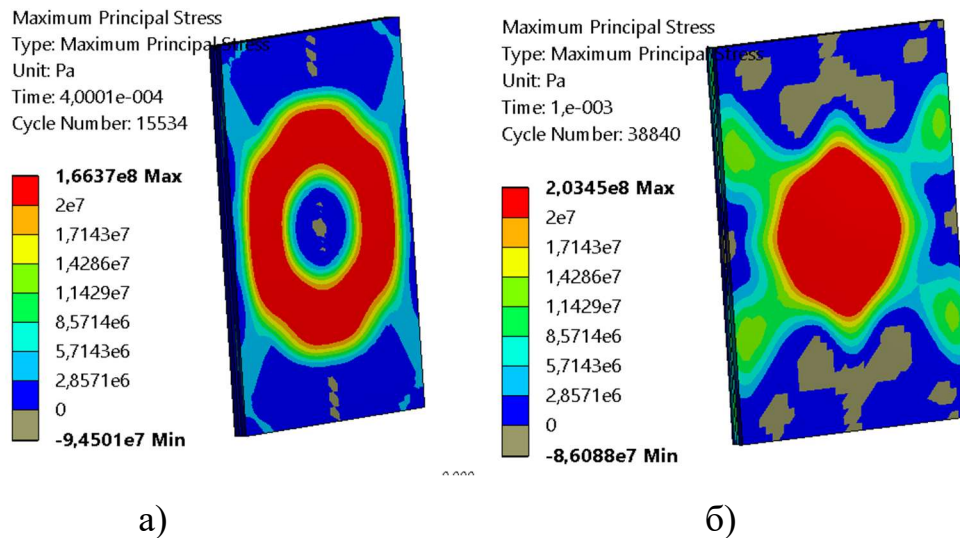 Maximum Principal Stress
Type: Maximum Principal Stress
Unit: Pa
Time: 4,0001e-004
Cycle Number: 15534
1,6637e8 Max
2e7
1,7143e7
1,4286e7
1,1429e7
8,5714e6
5,7143e6
2,8571e6
0
-9,4501e7 Min
а)
Maximum Principal Stress
Type: Maximum Principal Stress
Unit: Pa
Time: 1,e-003
Cycle Number: 38840
2,0345e8 Max
2e7
1,7143e7
1,4286e7
1,1429e7
8,5714e6
5,7143e6
2,8571e6
0
-8,6088e7 Min
б)